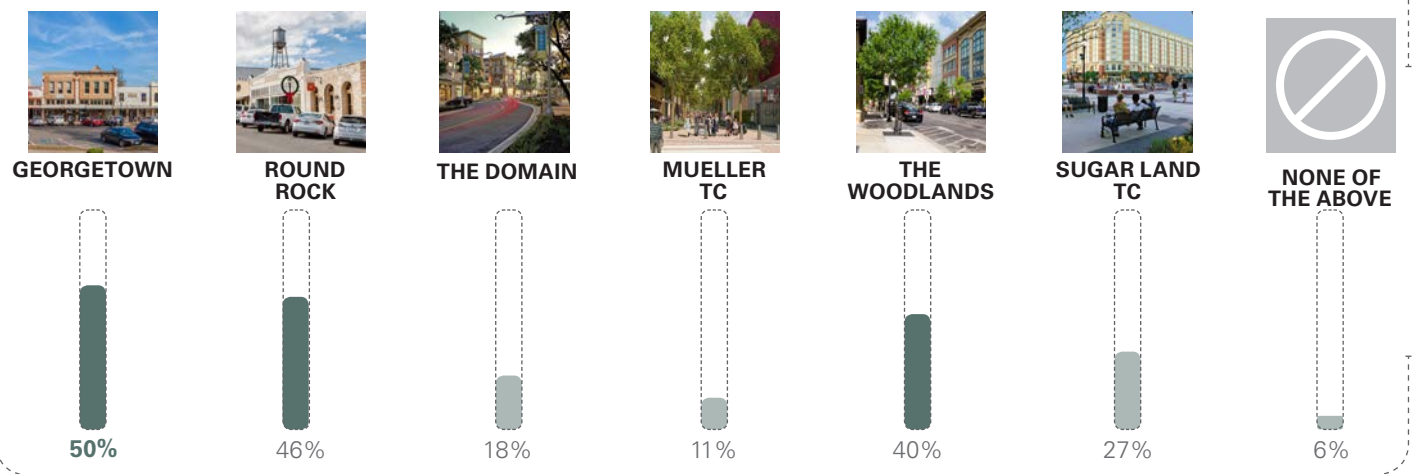 GEORGETOWN
ROUND
ROCK
THE DOMAIN
MUELLER
TC
THE
WOODLANDS
SUGAR LAND
TC
NONE OF
THE ABOVE
50%
46%
18%
11%
40%
27%
6%